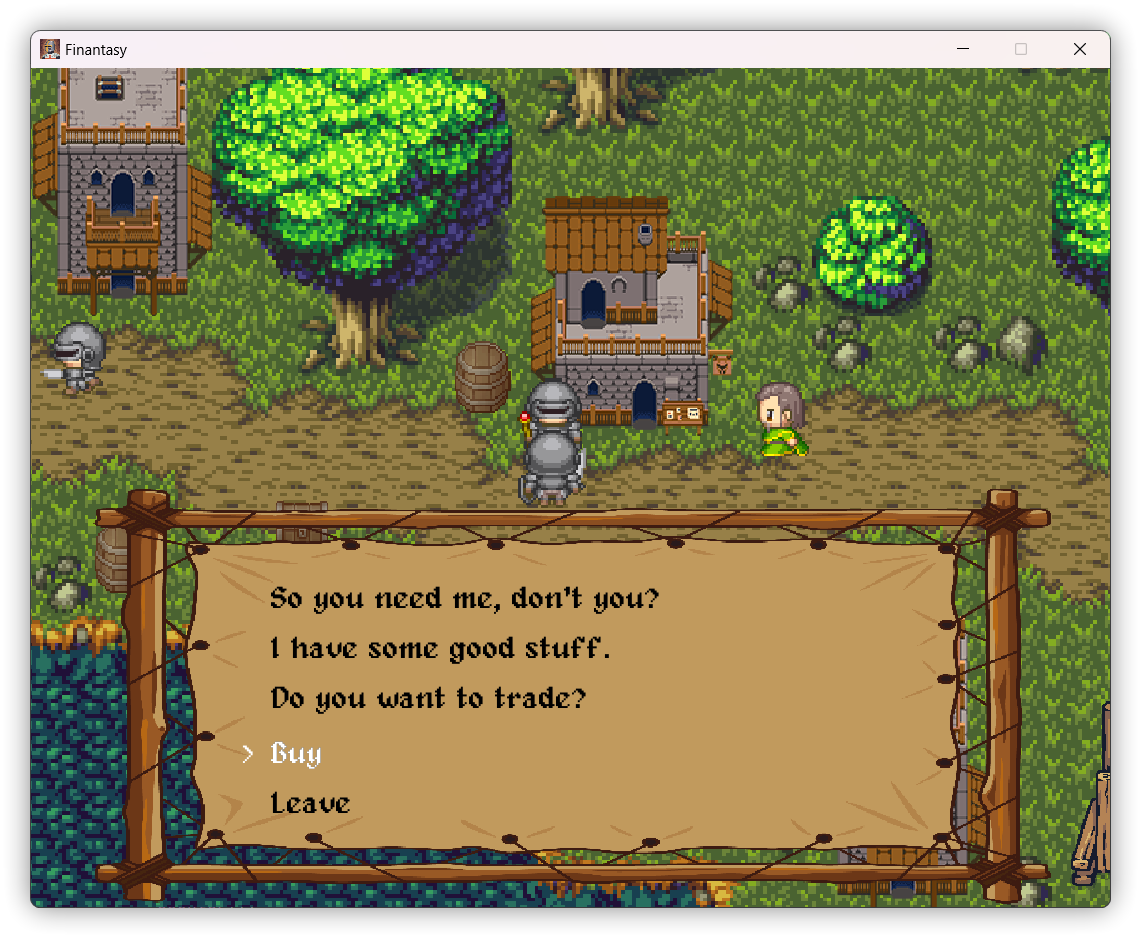 Finantasy
So you need me, don't you?
I have some good stuff.
Do you want to trade?
> Buy
Leave